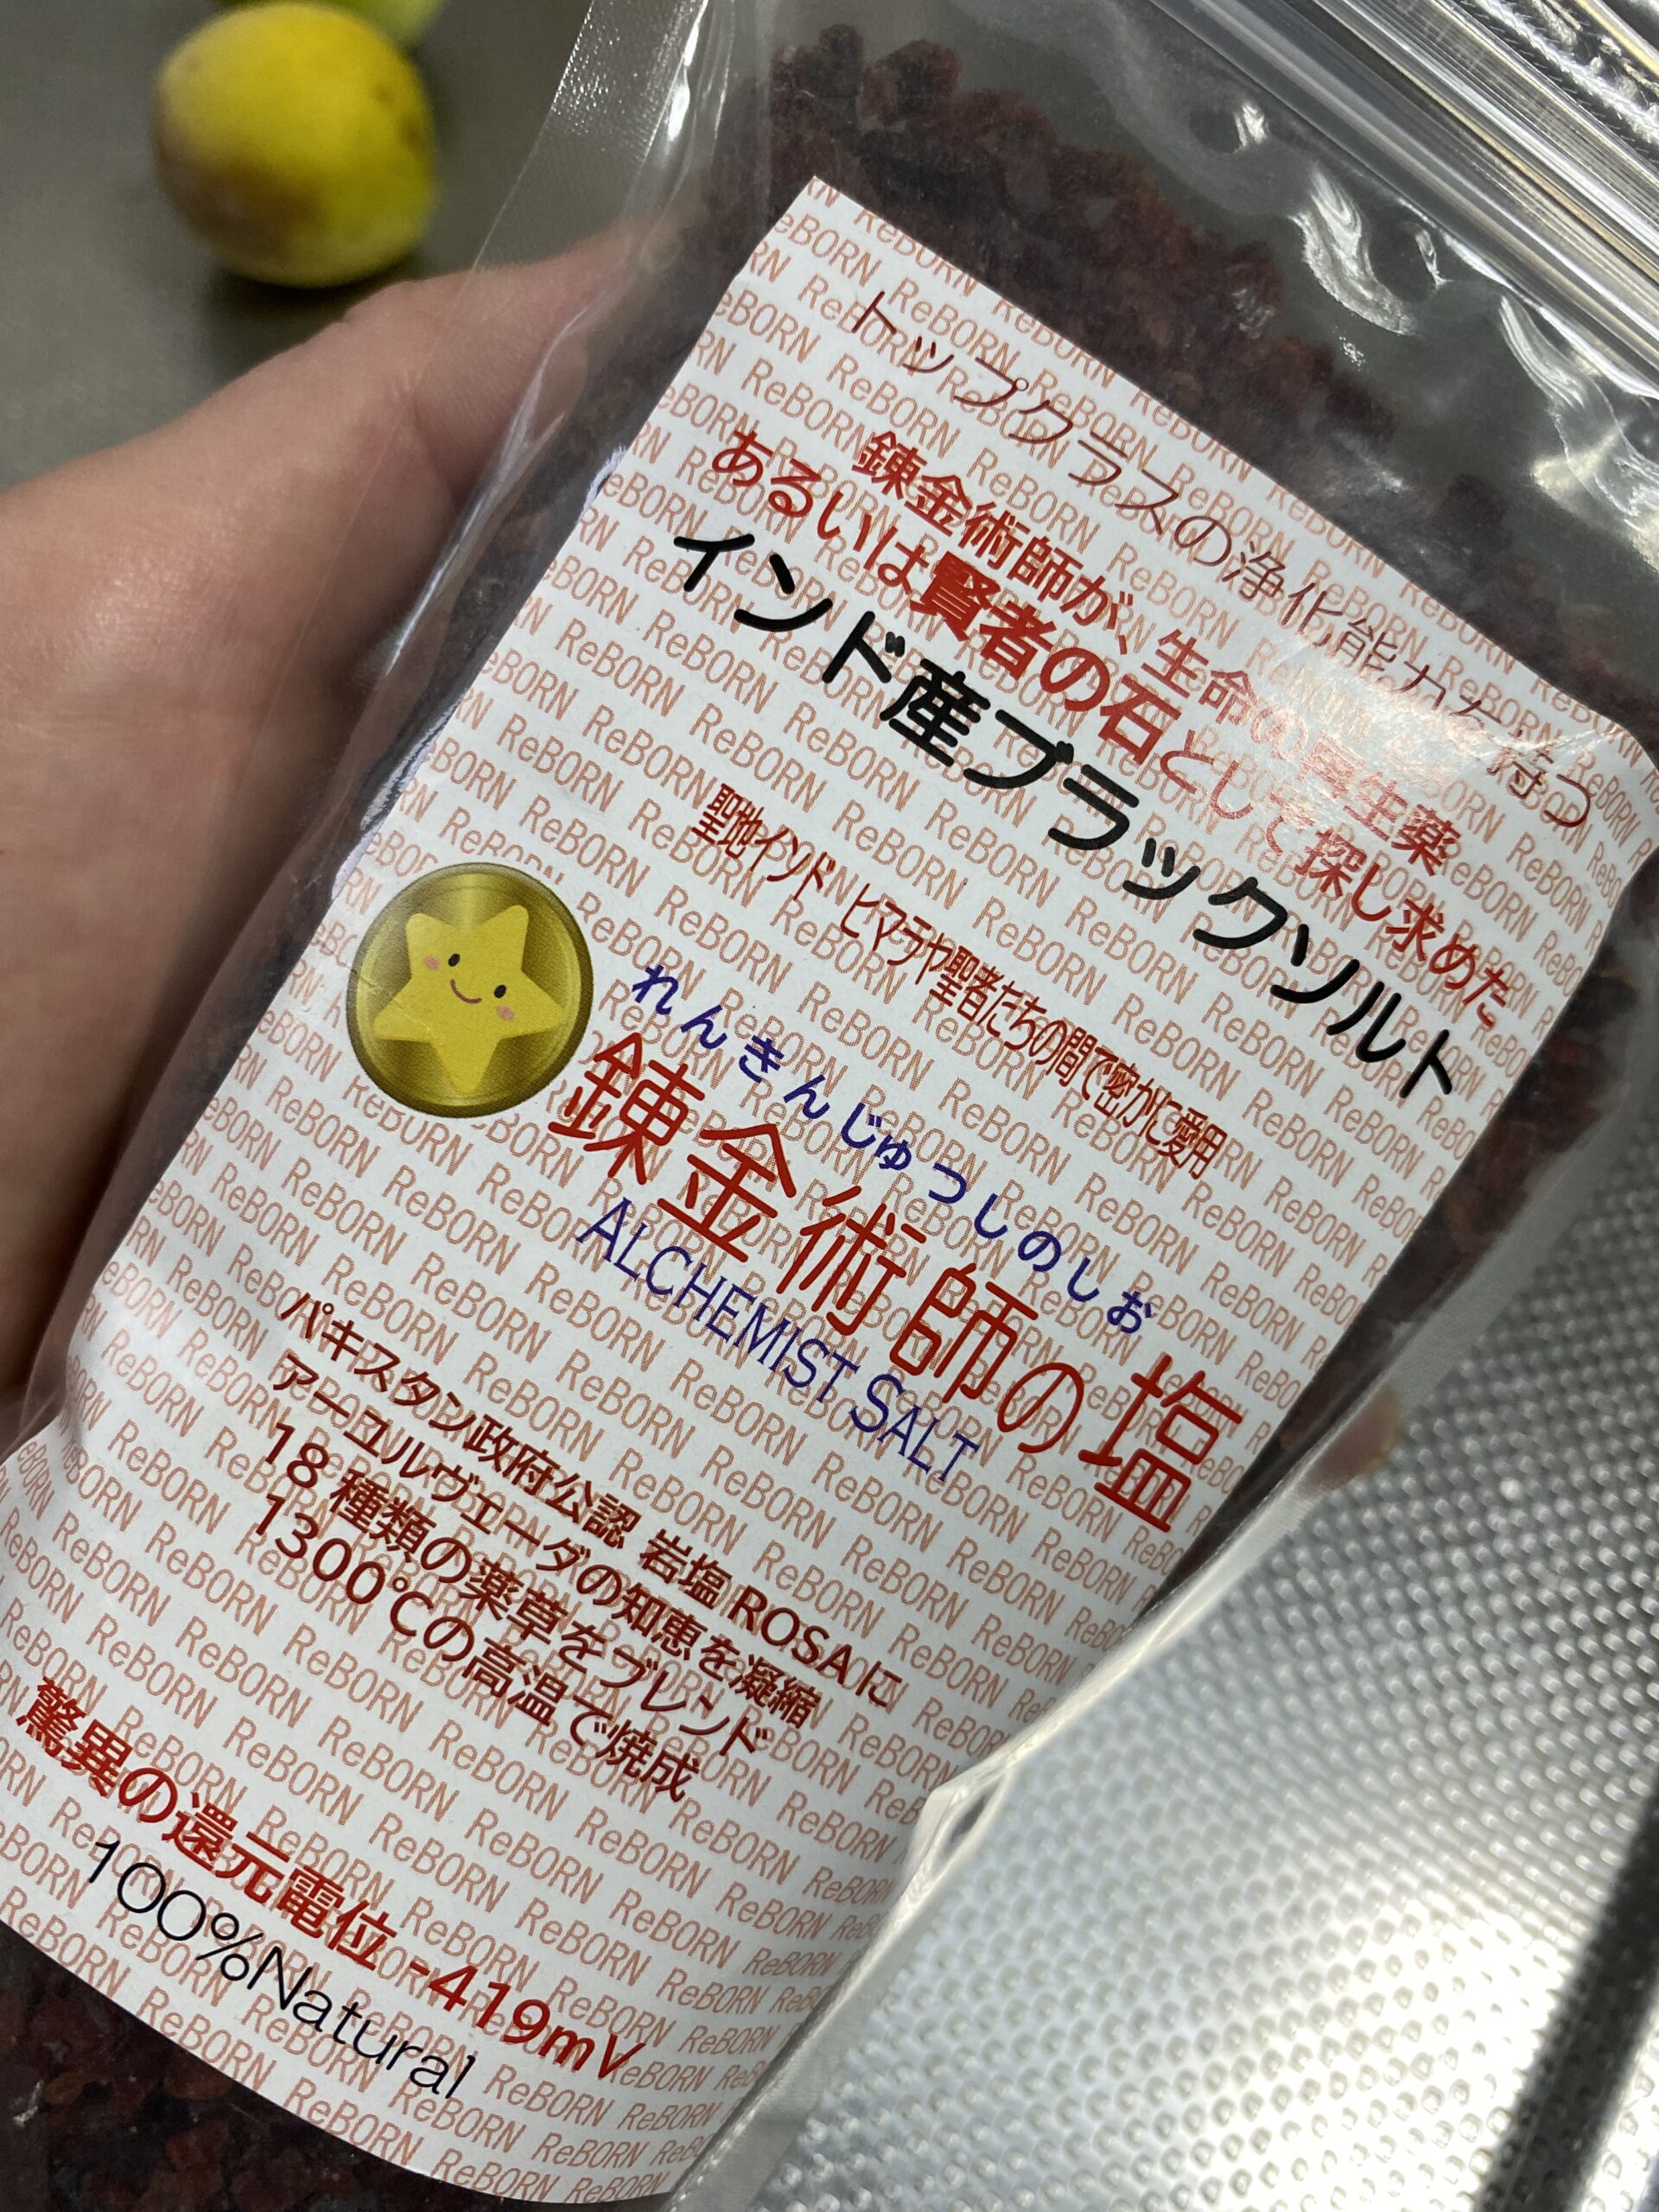 トップクラスの浄化能力を持つ
錬金術師が、生命の再生薬
あるいは賢者の石として探し求めた
インド産ブラックソルト
聖地インド ヒマラヤ聖者たちの間で密かに愛用
れんきんじゅつしのしお
錬金術師の塩
ALCHEMIST SALT
パキスタン政府公認 岩塩 ROSAに
アーユルヴェーダの知恵を凝縮
18 種類の薬草をブレンド
1300℃の高温で焼成
驚異の還元電位 -419mV
100%Natural
ReBORN